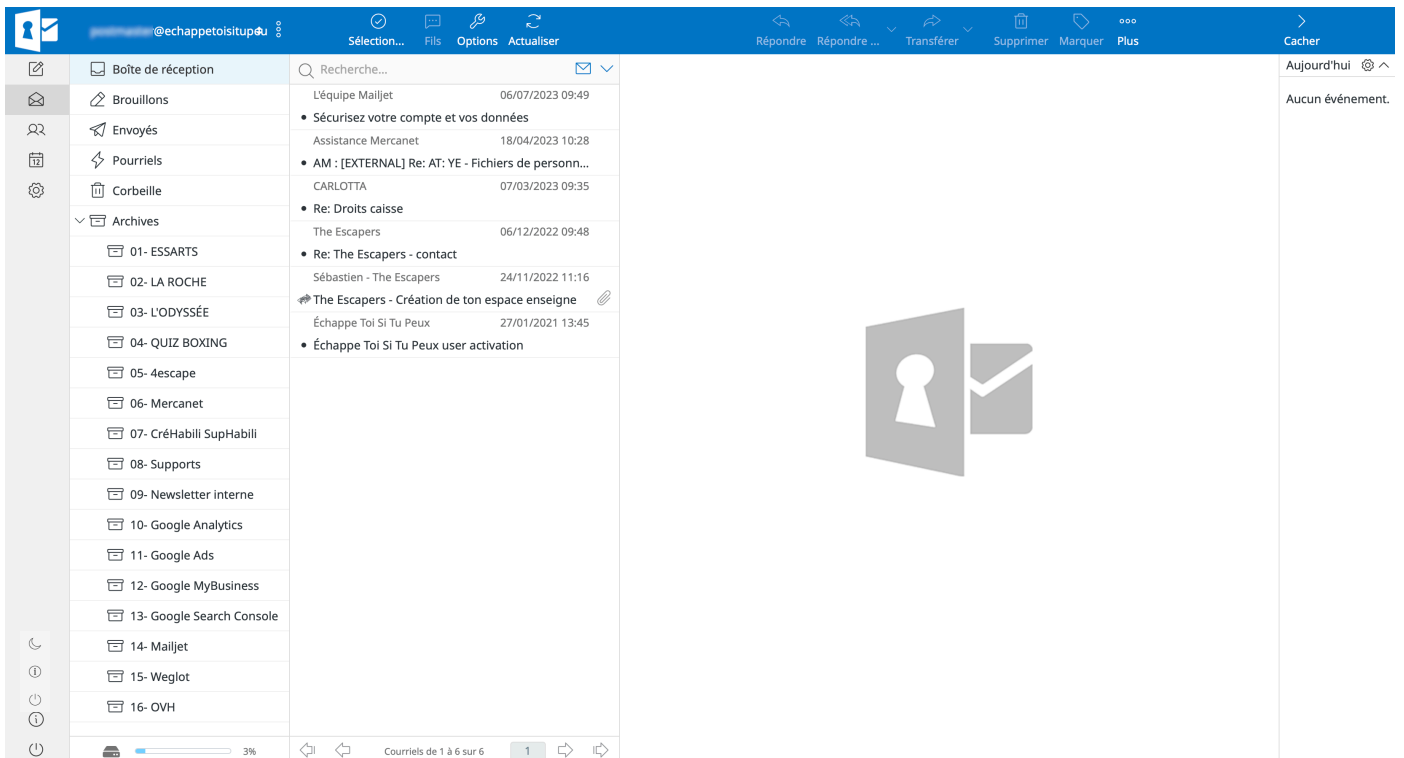 @echappetoisitupeu
Sélection...
Fils
Options
Actualiser
Répondre
Répondre ...
Transférer
Supprimer
Marquer
Plus
Cacher
Boîte de réception
Brouillons
Envoyés
Pourriels
Corbeille
Archives
01- ESSARTS
02- LA ROCHE
03- L'ODYSSÉE
04- QUIZ BOXING
05- 4escape
06- Mercanet
07- CréHabili SupHabili
08- Supports
09- Newsletter interne
10- Google Analytics
11- Google Ads
12- Google MyBusiness
13- Google Search Console
14- Mailjet
15- Weglot
16- OVH
3%
12
Recherche...
L'équipe Mailjet 06/07/2023 09:49
• Sécurisez votre compte et vos données
Assistance Mercanet 18/04/2023 10:28
• AM : [EXTERNAL] Re: AT: YE - Fichiers de personn...
CARLOTTA 07/03/2023 09:35
• Re: Droits caisse
The Escapers 06/12/2022 09:48
• Re: The Escapers - contact
Sébastien - The Escapers 24/11/2022 11:16
The Escapers - Création de ton espace enseigne
Échappe Toi Si Tu Peux 27/01/2021 13:45
• Échappe Toi Si Tu Peux user activation
Courriels de 1 à 6 sur 6
1
Aujourd'hui
Aucun événement.